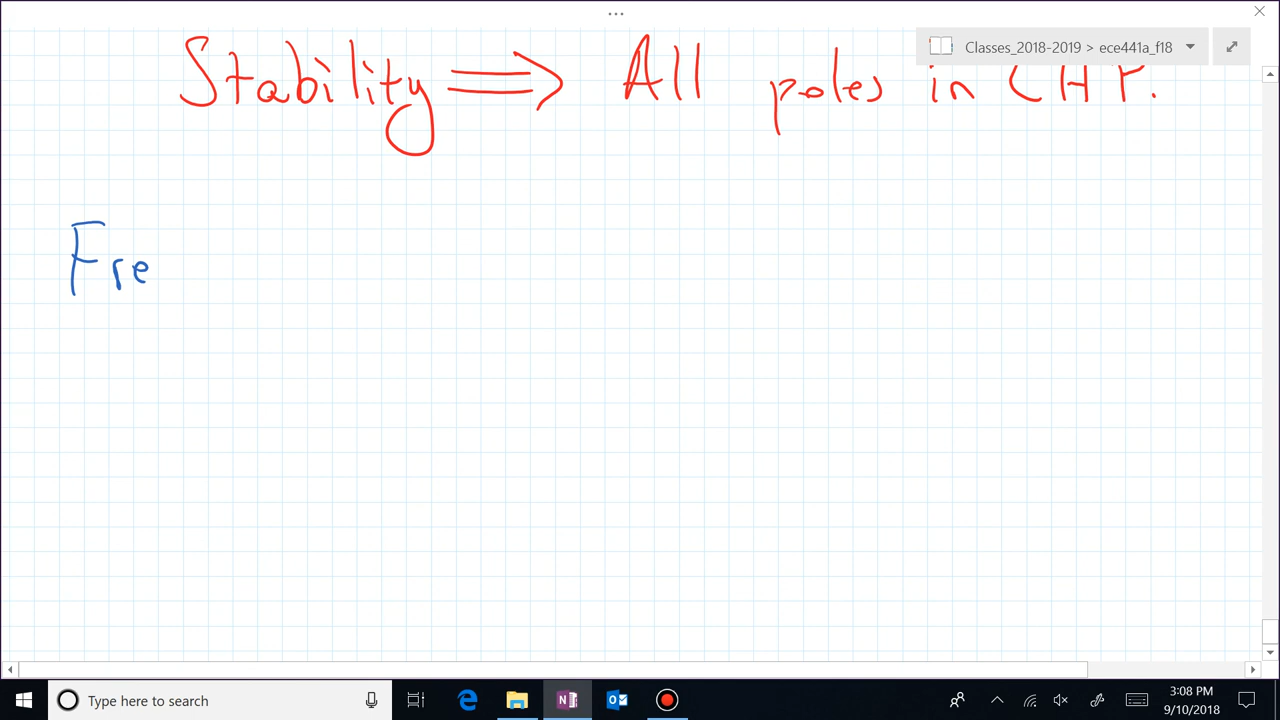 ...
Classes_2018-2019 > ece441a_f18
Stability ⟹ All poles in LHP.
Fre
Type here to search
3:08 PM
9/10/2018